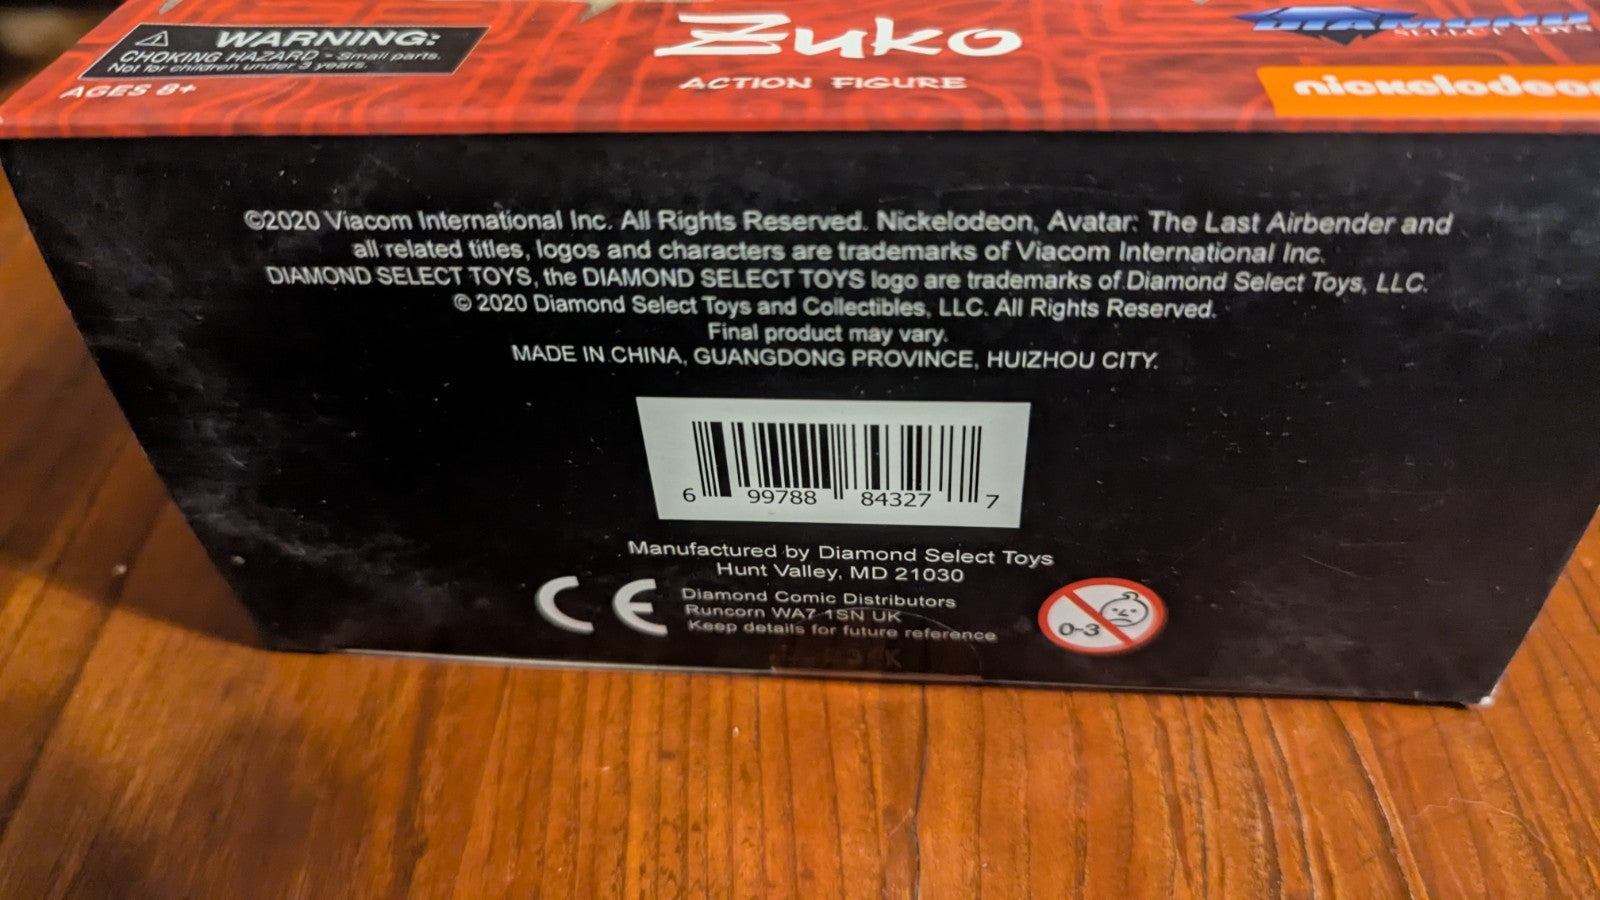 WARNING:
CHOKING HAZARD - Small parts.
Not for children under 3 years.
AGES 8+
Zuko
ACTION FIGURE
DIAMOND
SELECT TOYS
nickelodeon
©2020 Viacom International Inc. All Rights Reserved. Nickelodeon, Avatar: The Last Airbender and
all related titles, logos and characters are trademarks of Viacom International Inc.
DIAMOND SELECT TOYS, the DIAMOND SELECT TOYS logo are trademarks of Diamond Select Toys, LLC.
© 2020 Diamond Select Toys and Collectibles, LLC. All Rights Reserved.
Final product may vary.
MADE IN CHINA, GUANGDONG PROVINCE, HUIZHOU CITY.
6 99788 84327 7
Manufactured by Diamond Select Toys
Hunt Valley, MD 21030
CE
Diamond Comic Distributors
Runcorn WA7 1SN UK
Keep details for future reference
0-3